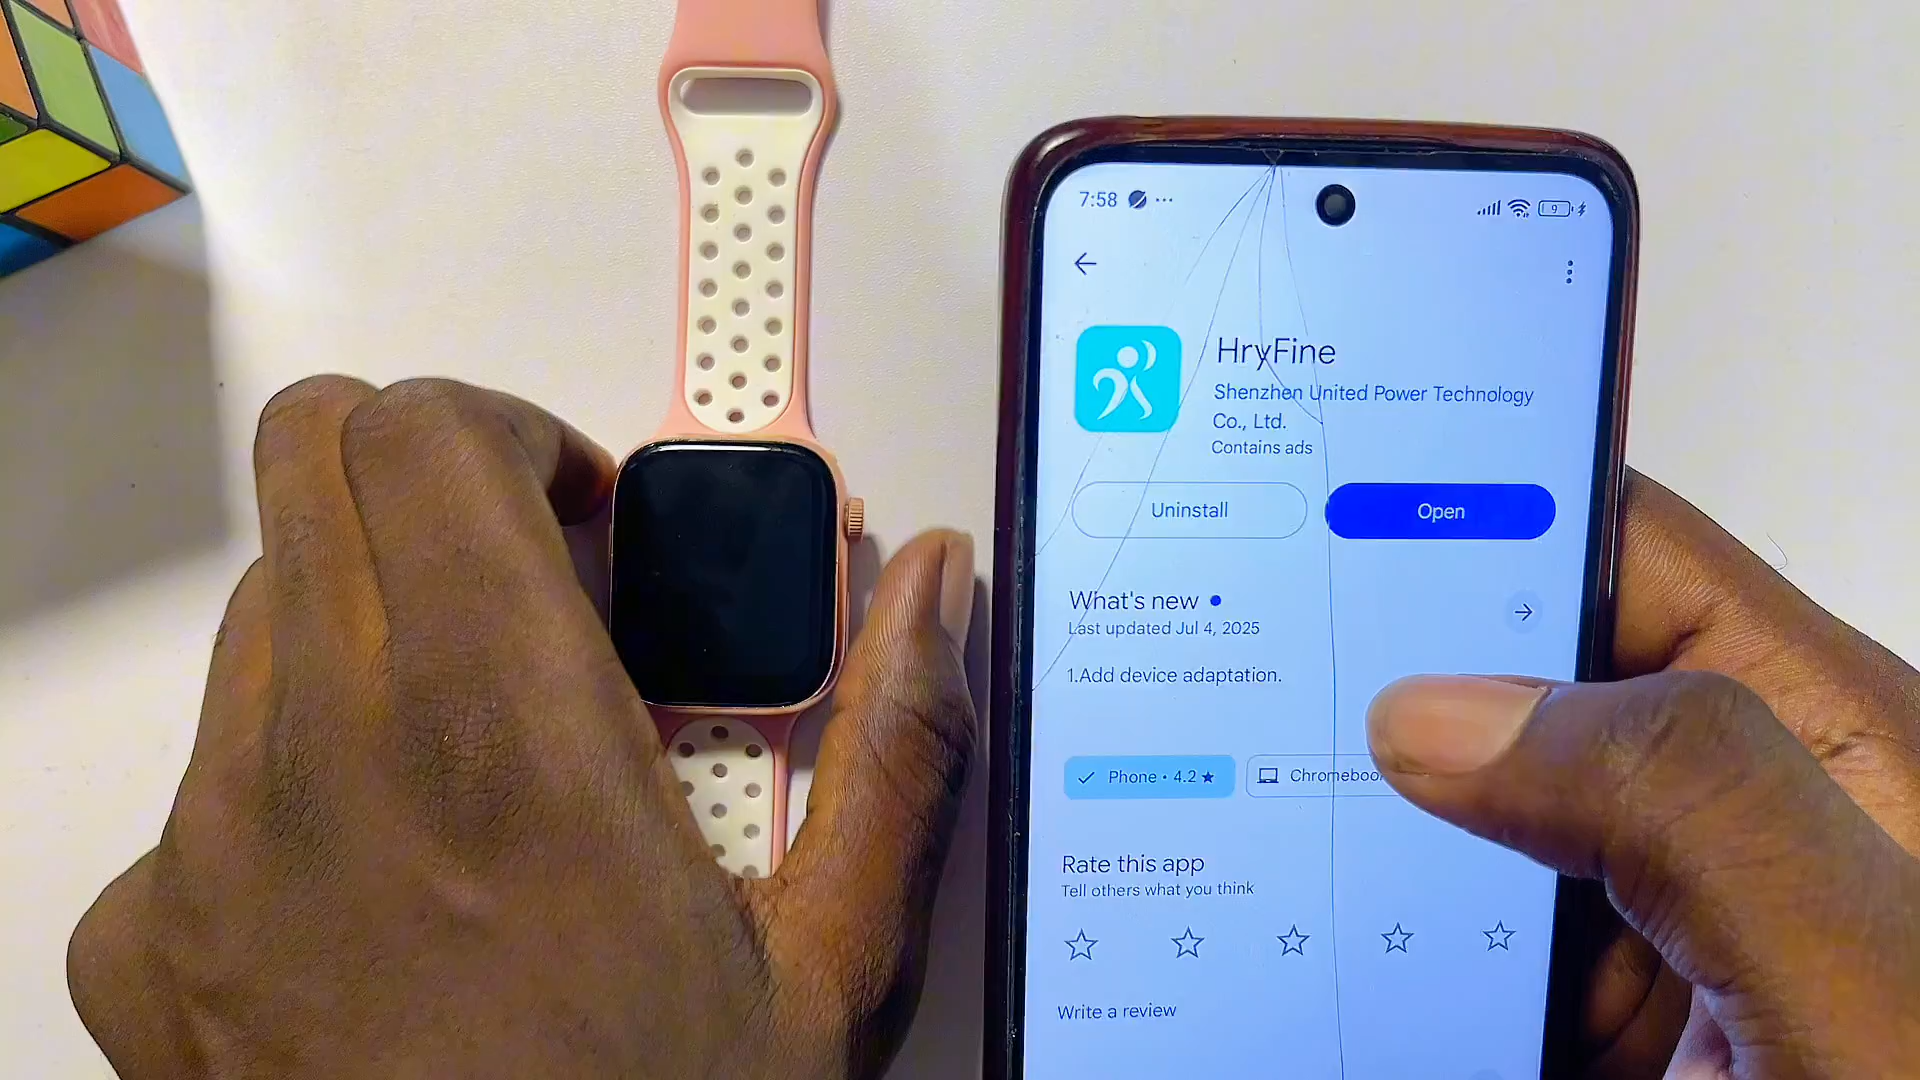 7:58
9
HryFine
Shenzhen United Power Technology
Co., Ltd.
Contains ads
Uninstall
Open
What's new
Last updated Jul 4, 2025
1.Add device adaptation.
Phone • 4.2 ★
Rate this app
Tell others what you think
Write a review